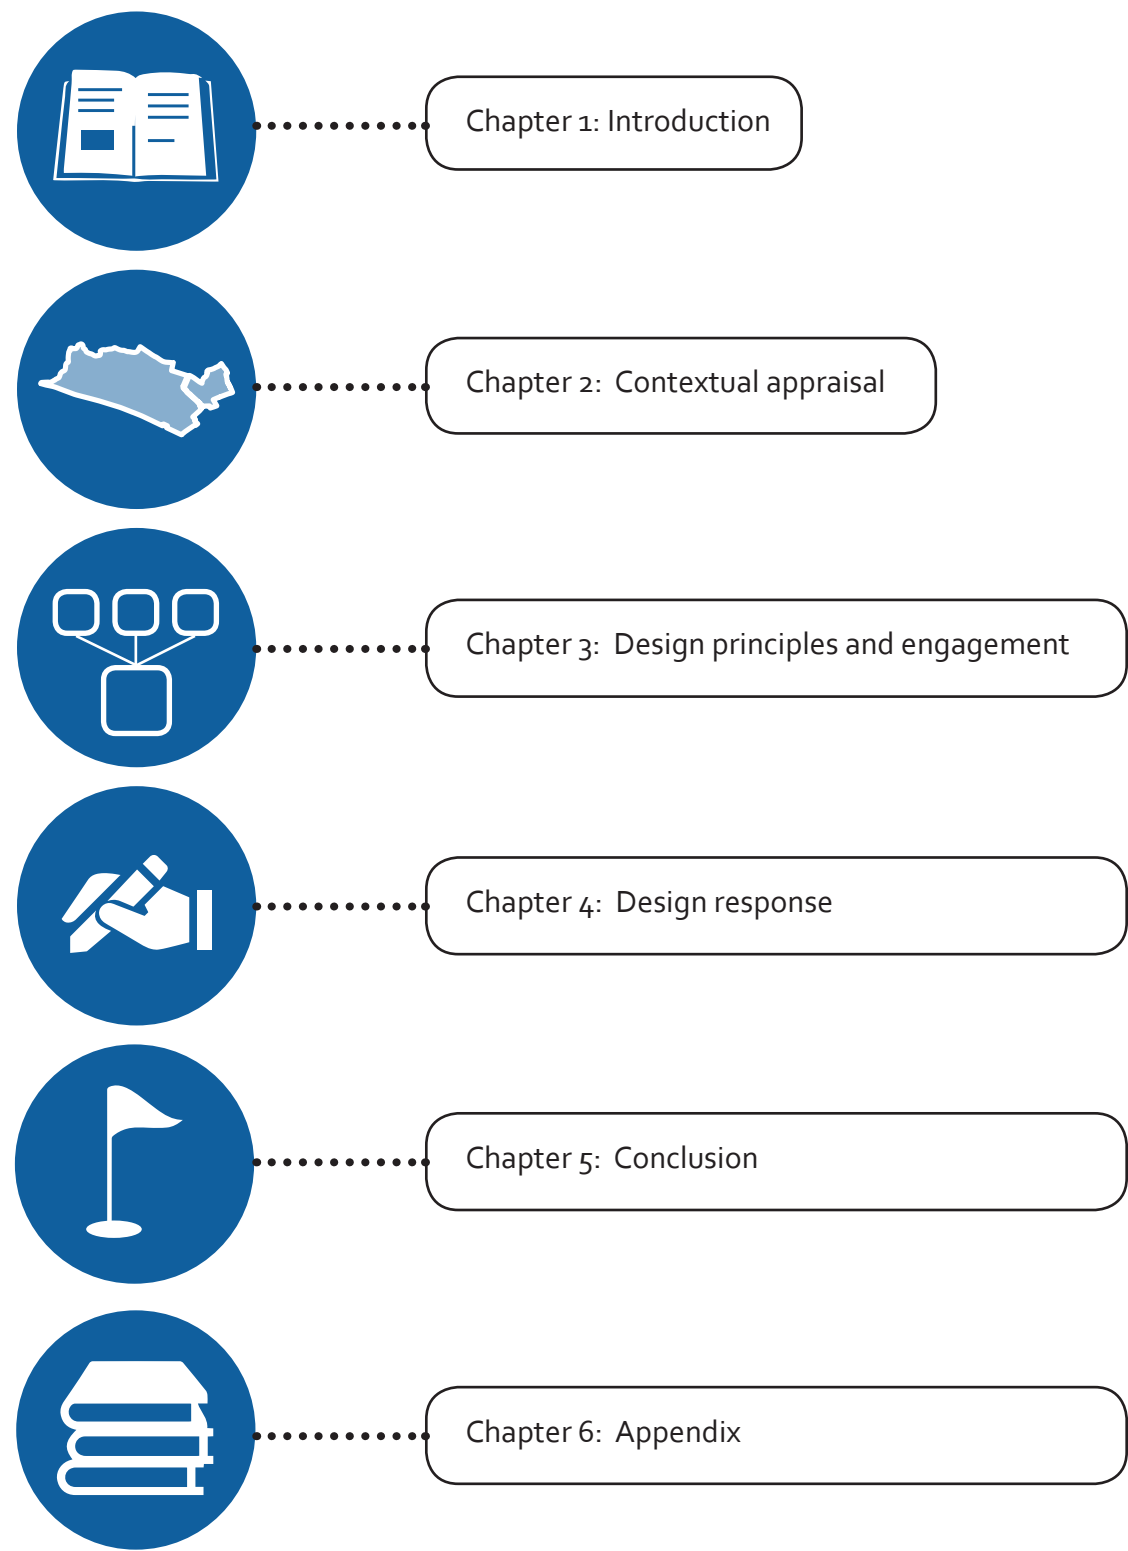 Chapter 1: Introduction
Chapter 2:  Contextual appraisal
Chapter 3:  Design principles and engagement
Chapter 4:  Design response
Chapter 5:  Conclusion
Chapter 6:  Appendix